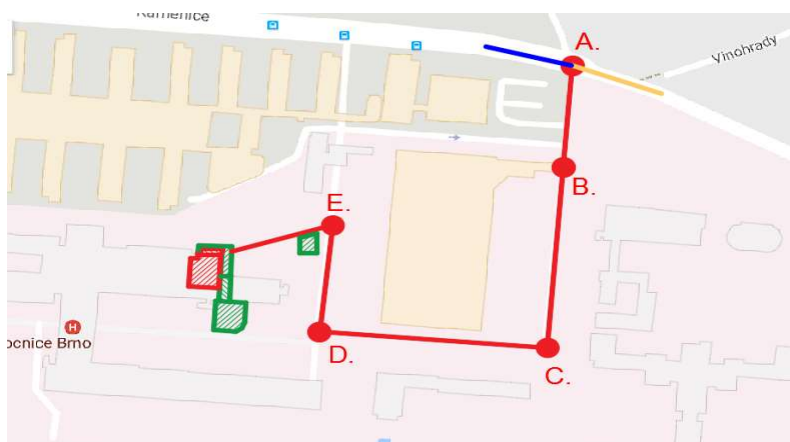 Kamenice
A.
Vinohrady
B.
E.
D.
C.
H
ocnice Brno